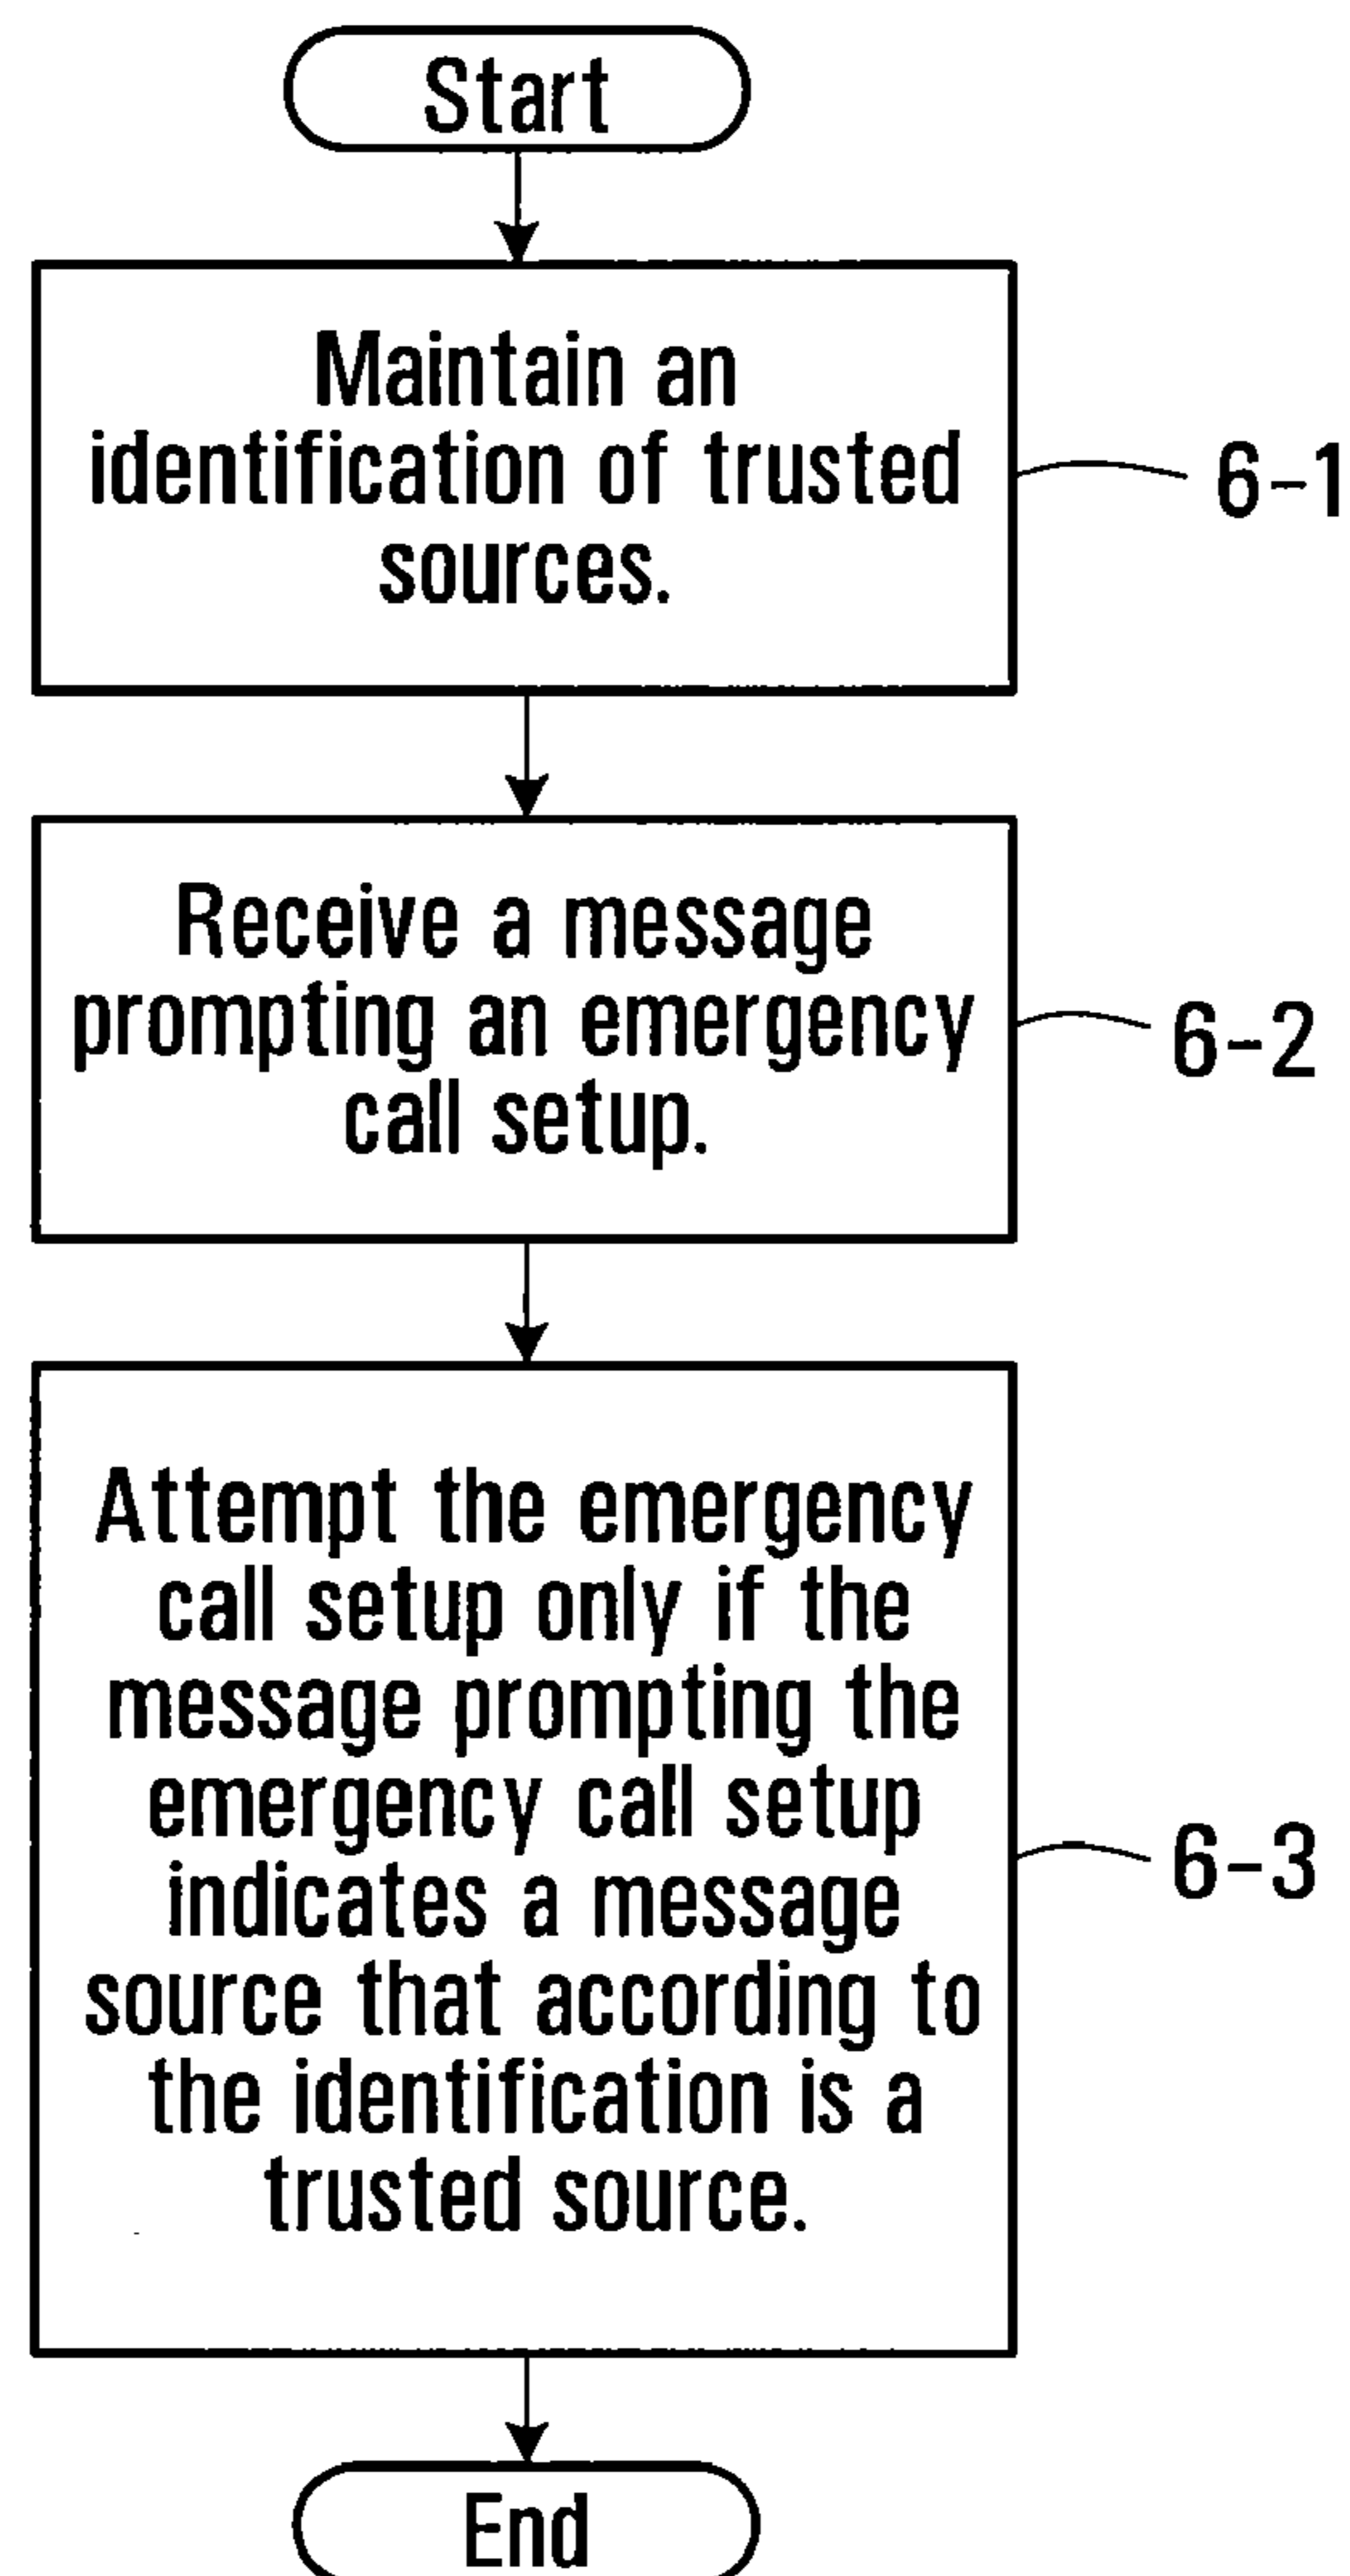 Start
Maintain an
identification of trusted
sources.
6-1
Receive a message
prompting an emergency
call setup.
6-2
Attempt the emergency
call setup only if the
message prompting the
emergency call setup
indicates a message
source that according to
the identification is a
trusted source.
6-3
End